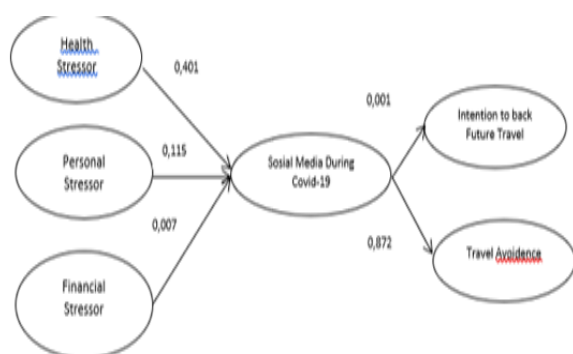 Health
Stressor
0,401
0,001
Intention to back
Future Travel
Personal
Stressor
0,115
Sosial Media During
Covid-19
0,007
0,872
Travel Avoidence
Financial
Stressor